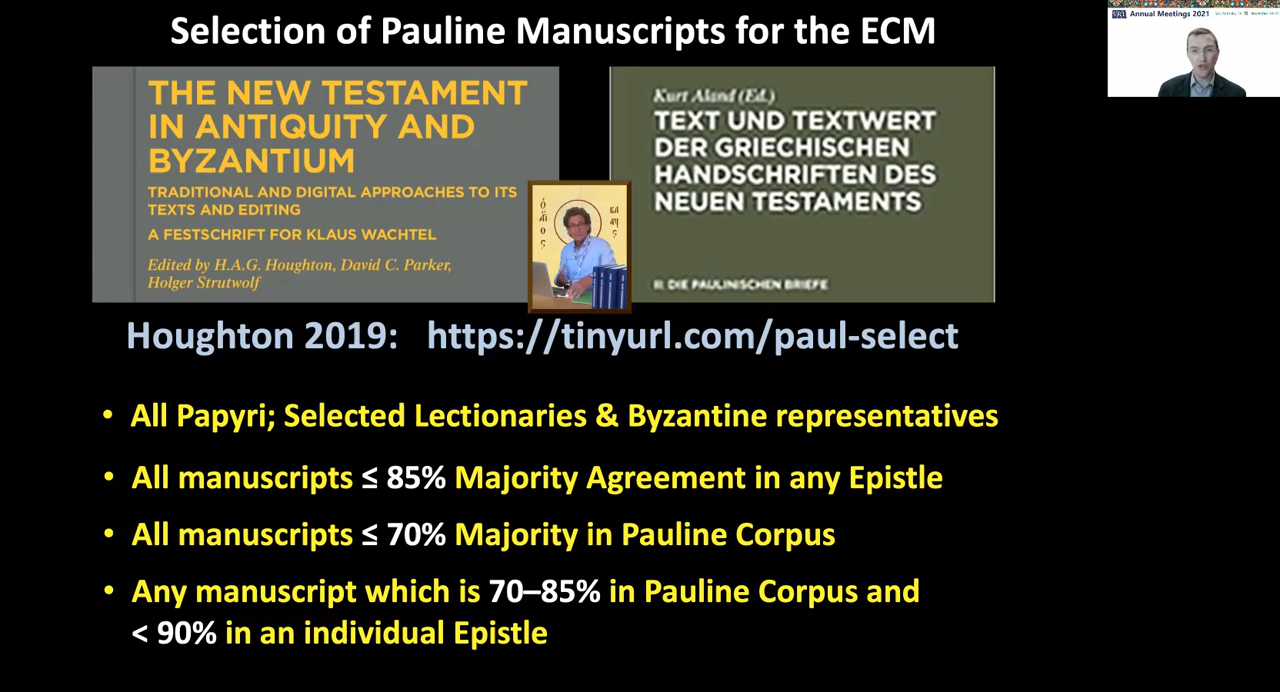 Selection of Pauline Manuscripts for the ECM
SBL Annual Meetings 2021
THE NEW TESTAMENT
IN ANTIQUITY AND
BYZANTIUM
TRADITIONAL AND DIGITAL APPROACHES TO ITS
TEXTS AND EDITING
A FESTSCHRIFT FOR KLAUS WACHTEL
Edited by H.A.G. Houghton, David C. Parker,
Holger Strutwolf
Kurt Aland (Ed.)
TEXT UND TEXTWERT
DER GRIECHISCHEN
HANDSCHRIFTEN DES
NEUEN TESTAMENTS
II: DIE PAULINISCHEN BRIEFE
Houghton 2019: https://tinyurl.com/paul-select
• All Papyri; Selected Lectionaries & Byzantine representatives
• All manuscripts ≤ 85% Majority Agreement in any Epistle
• All manuscripts ≤ 70% Majority in Pauline Corpus
• Any manuscript which is 70–85% in Pauline Corpus and
< 90% in an individual Epistle